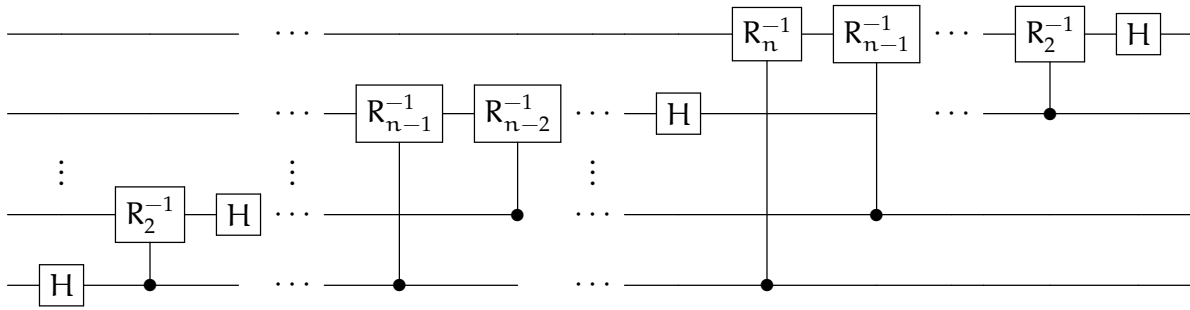 ··· R_n^{-1} R_{n-1}^{-1} ··· R_2^{-1} H
··· R_{n-1}^{-1} R_{n-2}^{-1} ··· H ···
⋮ ⋮ ⋮
R_2^{-1} H ··· ···
H ··· ···